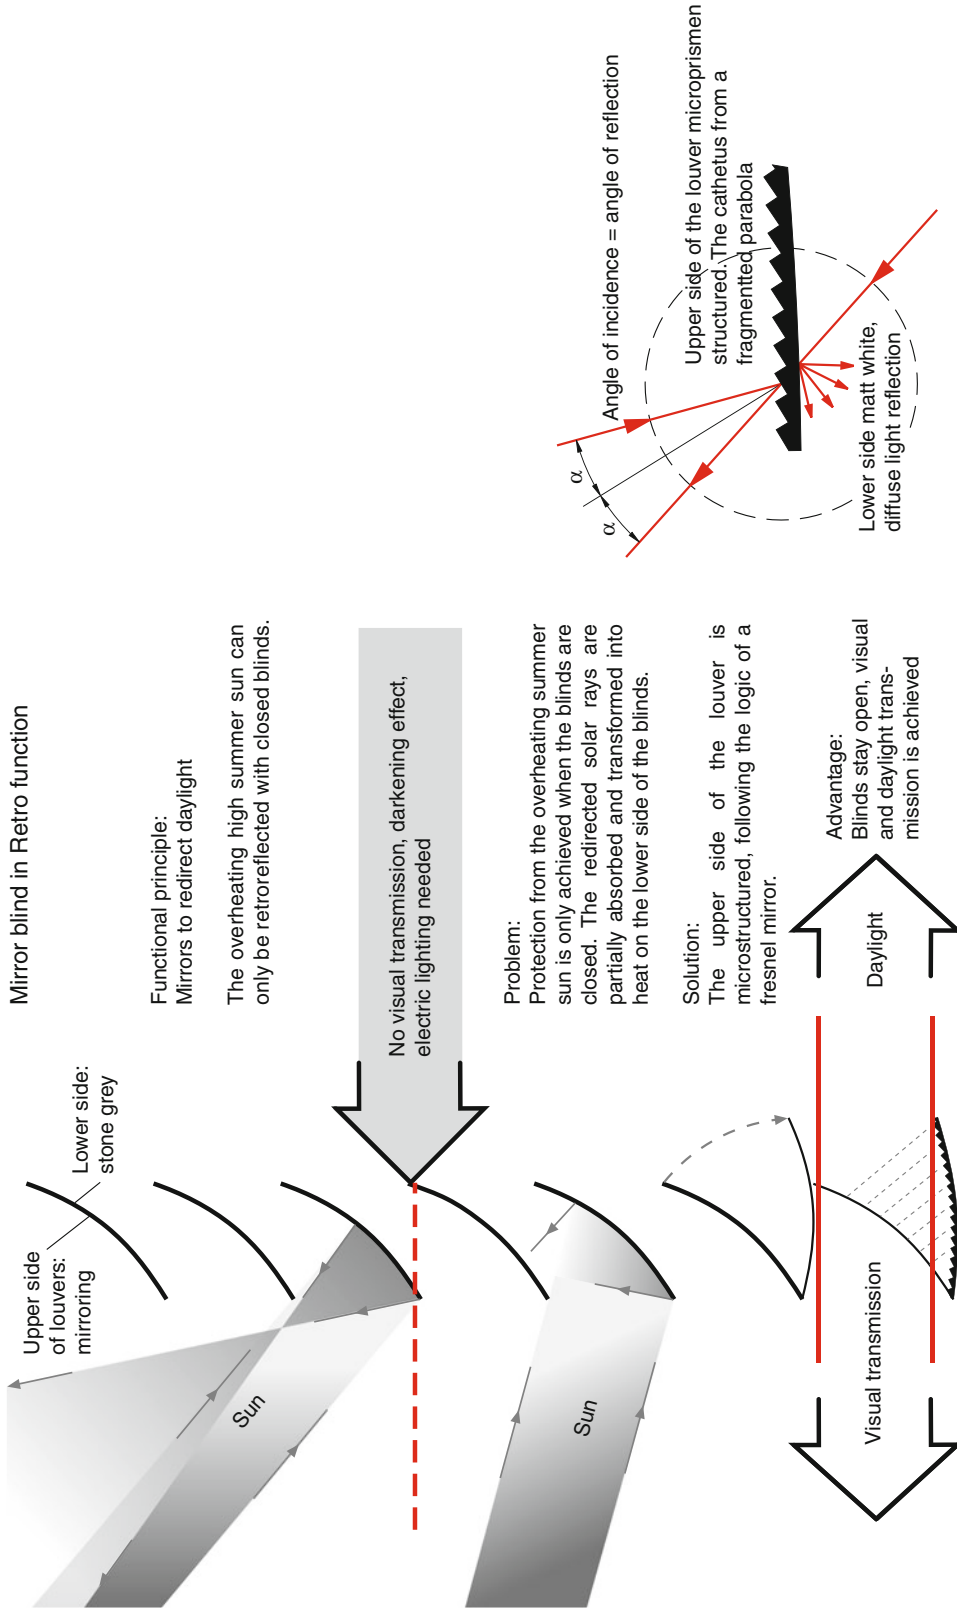 Mirror blind in Retro function
Upper side
of louvers:
mirroring
Lower side:
stone grey
Functional principle:
Mirrors to redirect daylight
The overheating high summer sun can
only be retroreflected with closed blinds.
Sun
No visual transmission, darkening effect,
electric lighting needed
Problem:
Protection from the overheating summer
sun is only achieved when the blinds are
closed. The redirected solar rays are
partially absorbed and transformed into
heat on the lower side of the blinds.
Sun
Solution:
The upper side of the louver is
microstructured, following the logic of a
fresnel mirror.
Visual transmission
Daylight
Advantage:
Blinds stay open, visual
and daylight trans-
mission is achieved
α
α
Angle of incidence = angle of reflection
Upper side of the louver microprismen
structured.The cathetus from a
fragmentted parabola
Lower side matt white,
diffuse light reflection